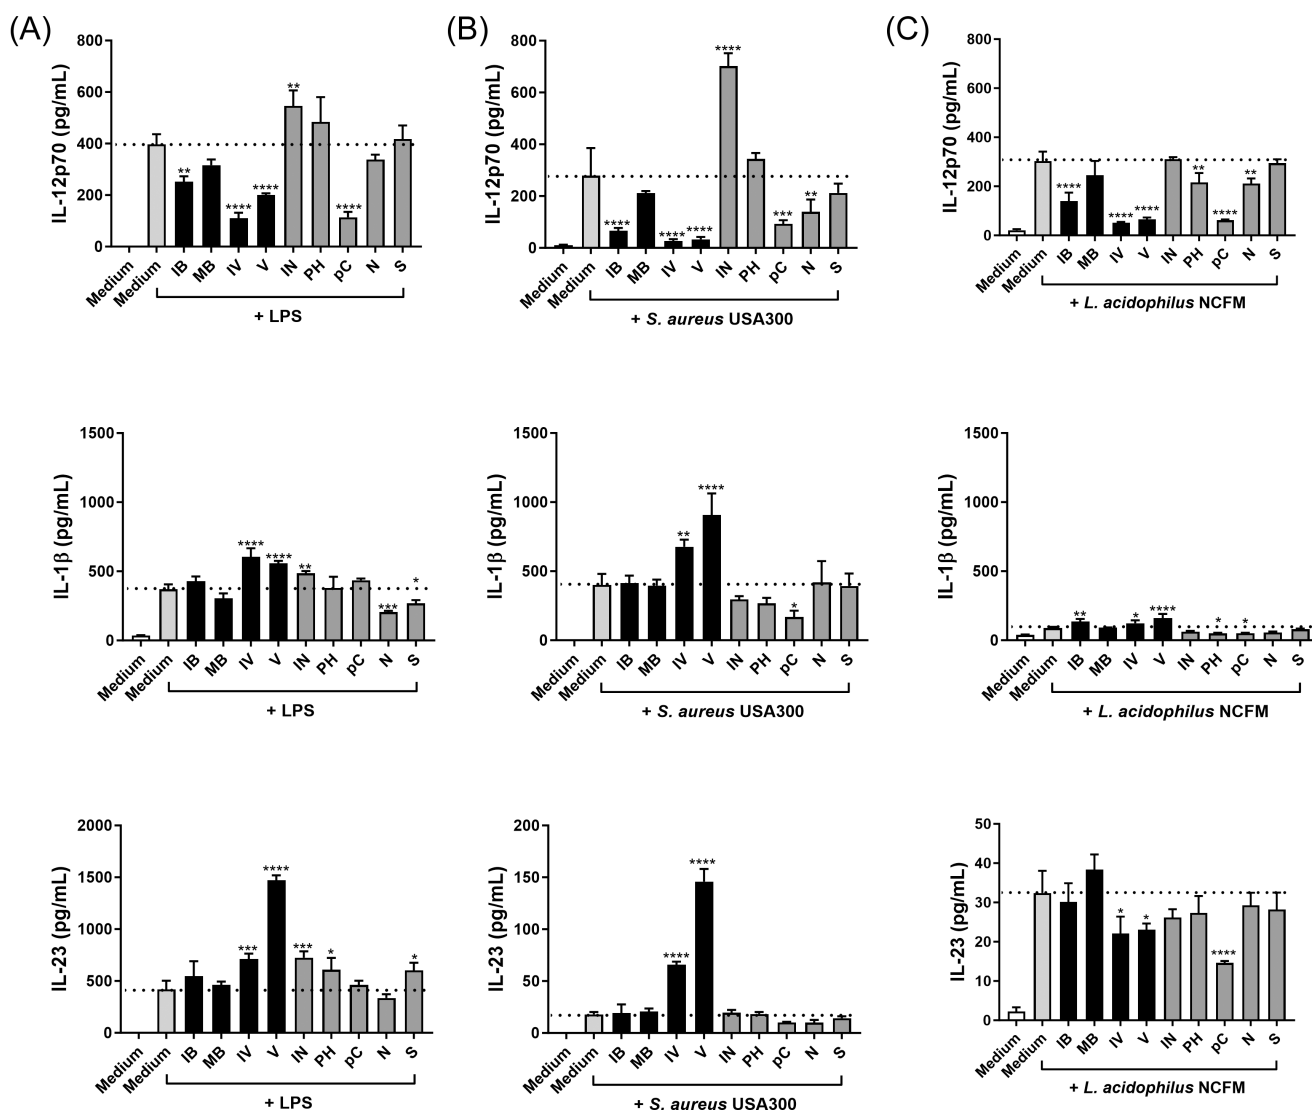 (A)
IL-12p70 (pg/mL)
800
600
400
200
0
**
****
****
**
****
Medium Medium IB MB IV V IN PH pC N S
+ LPS
(B)
IL-12p70 (pg/mL)
800
600
400
200
0
****
****
****
****
***
**
Medium Medium IB MB IV V IN PH pC N S
+ S. aureus USA300
(C)
IL-12p70 (pg/mL)
800
600
400
200
0
****
****
****
**
****
**
Medium Medium IB MB IV V IN PH pC N S
+ L. acidophilus NCFM
IL-1β (pg/mL)
1500
1000
500
0
****
****
**
***
*
Medium Medium IB MB IV V IN PH pC N S
+ LPS
IL-1β (pg/mL)
1500
1000
500
0
**
****
*
Medium Medium IB MB IV V IN PH pC N S
+ S. aureus USA300
IL-1β (pg/mL)
1500
1000
500
0
**
*
****
*
*
Medium Medium IB MB IV V IN PH pC N S
+ L. acidophilus NCFM
IL-23 (pg/mL)
2000
1500
1000
500
0
***
****
***
*
*
Medium Medium IB MB IV V IN PH pC N S
+ LPS
IL-23 (pg/mL)
200
150
100
50
0
****
****
Medium Medium IB MB IV V IN PH pC N S
+ S. aureus USA300
IL-23 (pg/mL)
50
40
30
20
10
0
*
*
****
Medium Medium IB MB IV V IN PH pC N S
+ L. acidophilus NCFM